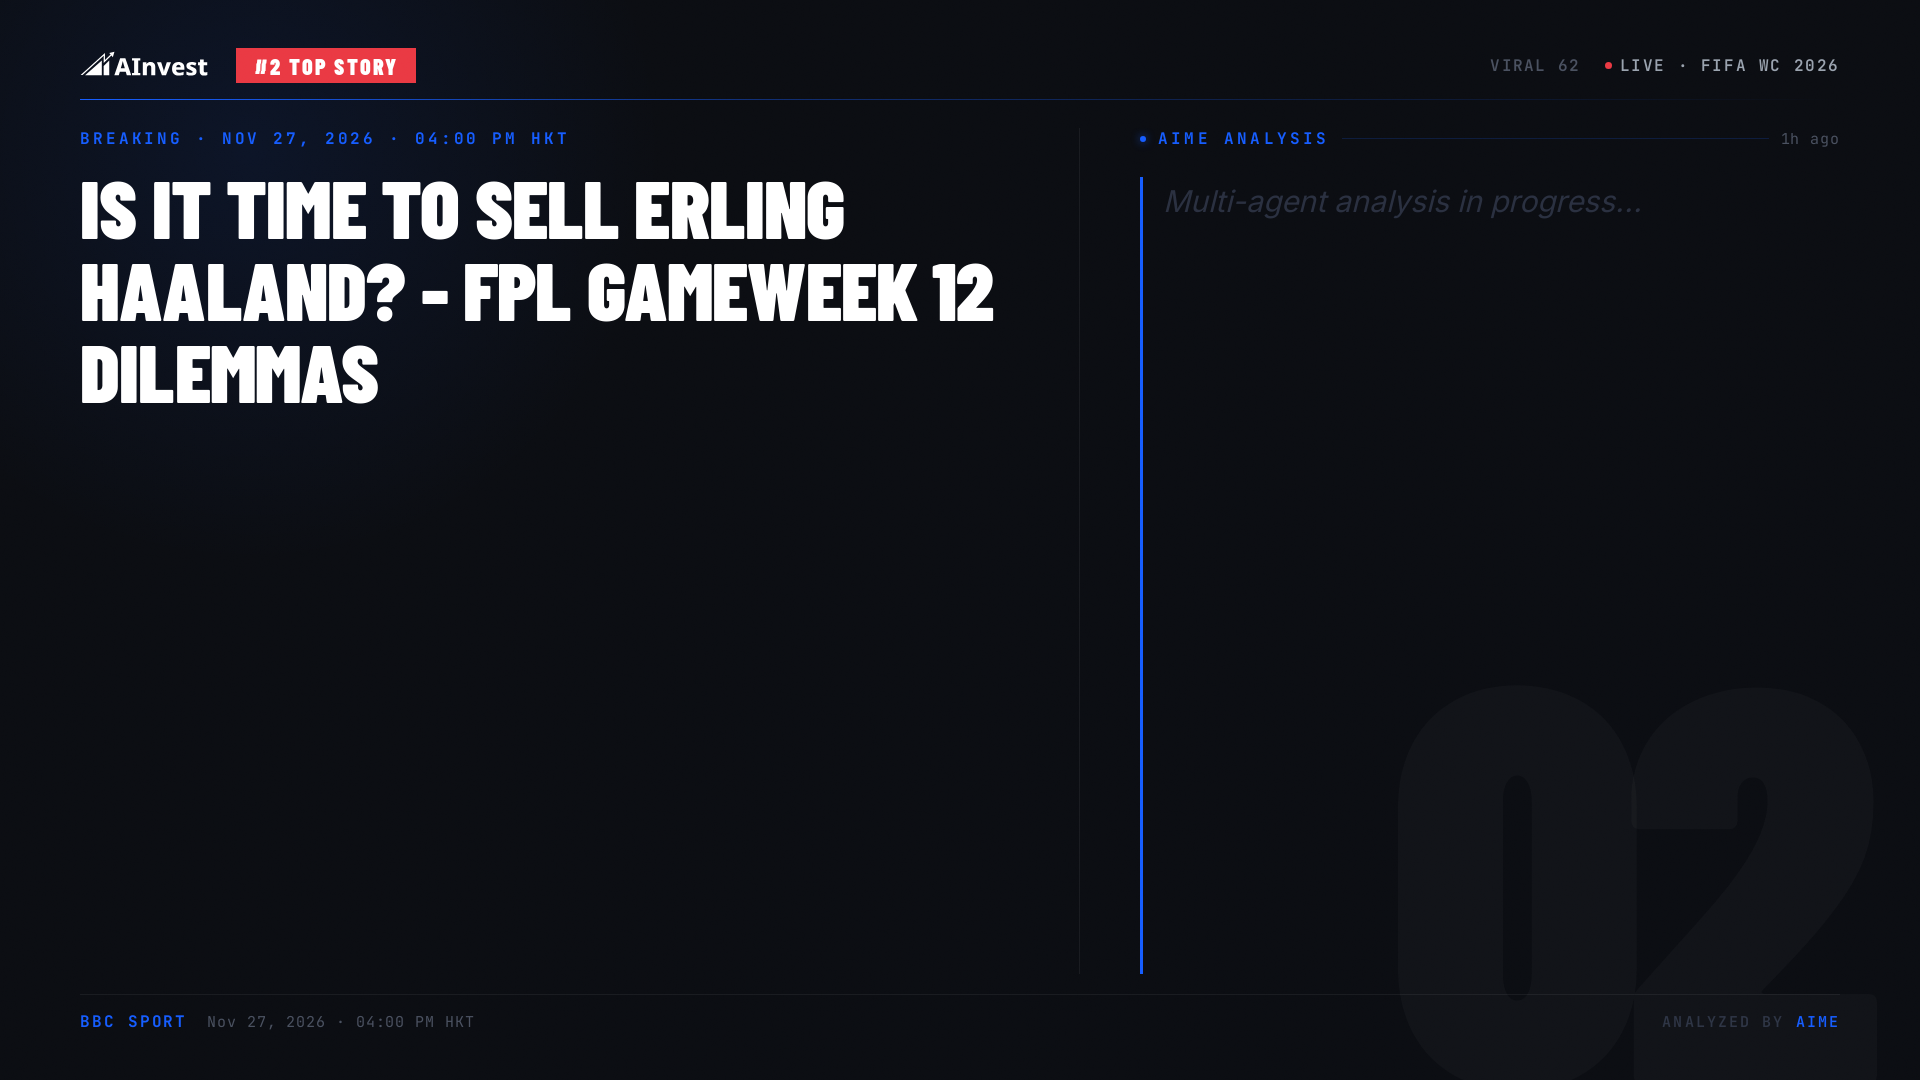 AInvest
#2 TOP STORY
VIRAL 62
LIVE · FIFA WC 2026
BREAKING · NOV 27, 2026 · 04:00 PM HKT
IS IT TIME TO SELL ERLING
HAALAND? - FPL GAMEWEEK 12
DILEMMAS
AIME ANALYSIS
1h ago
Multi-agent analysis in progress...
02
BBC SPORT Nov 27, 2026 · 04:00 PM HKT
ANALYZED BY AIME